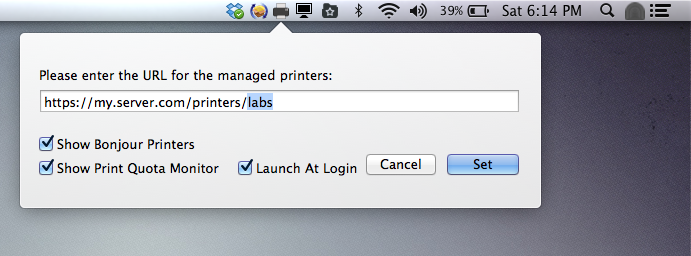 39% Sat 6:14 PM
Please enter the URL for the managed printers:
https://my.server.com/printers/labs
Show Bonjour Printers
Show Print Quota Monitor Launch At Login Cancel Set